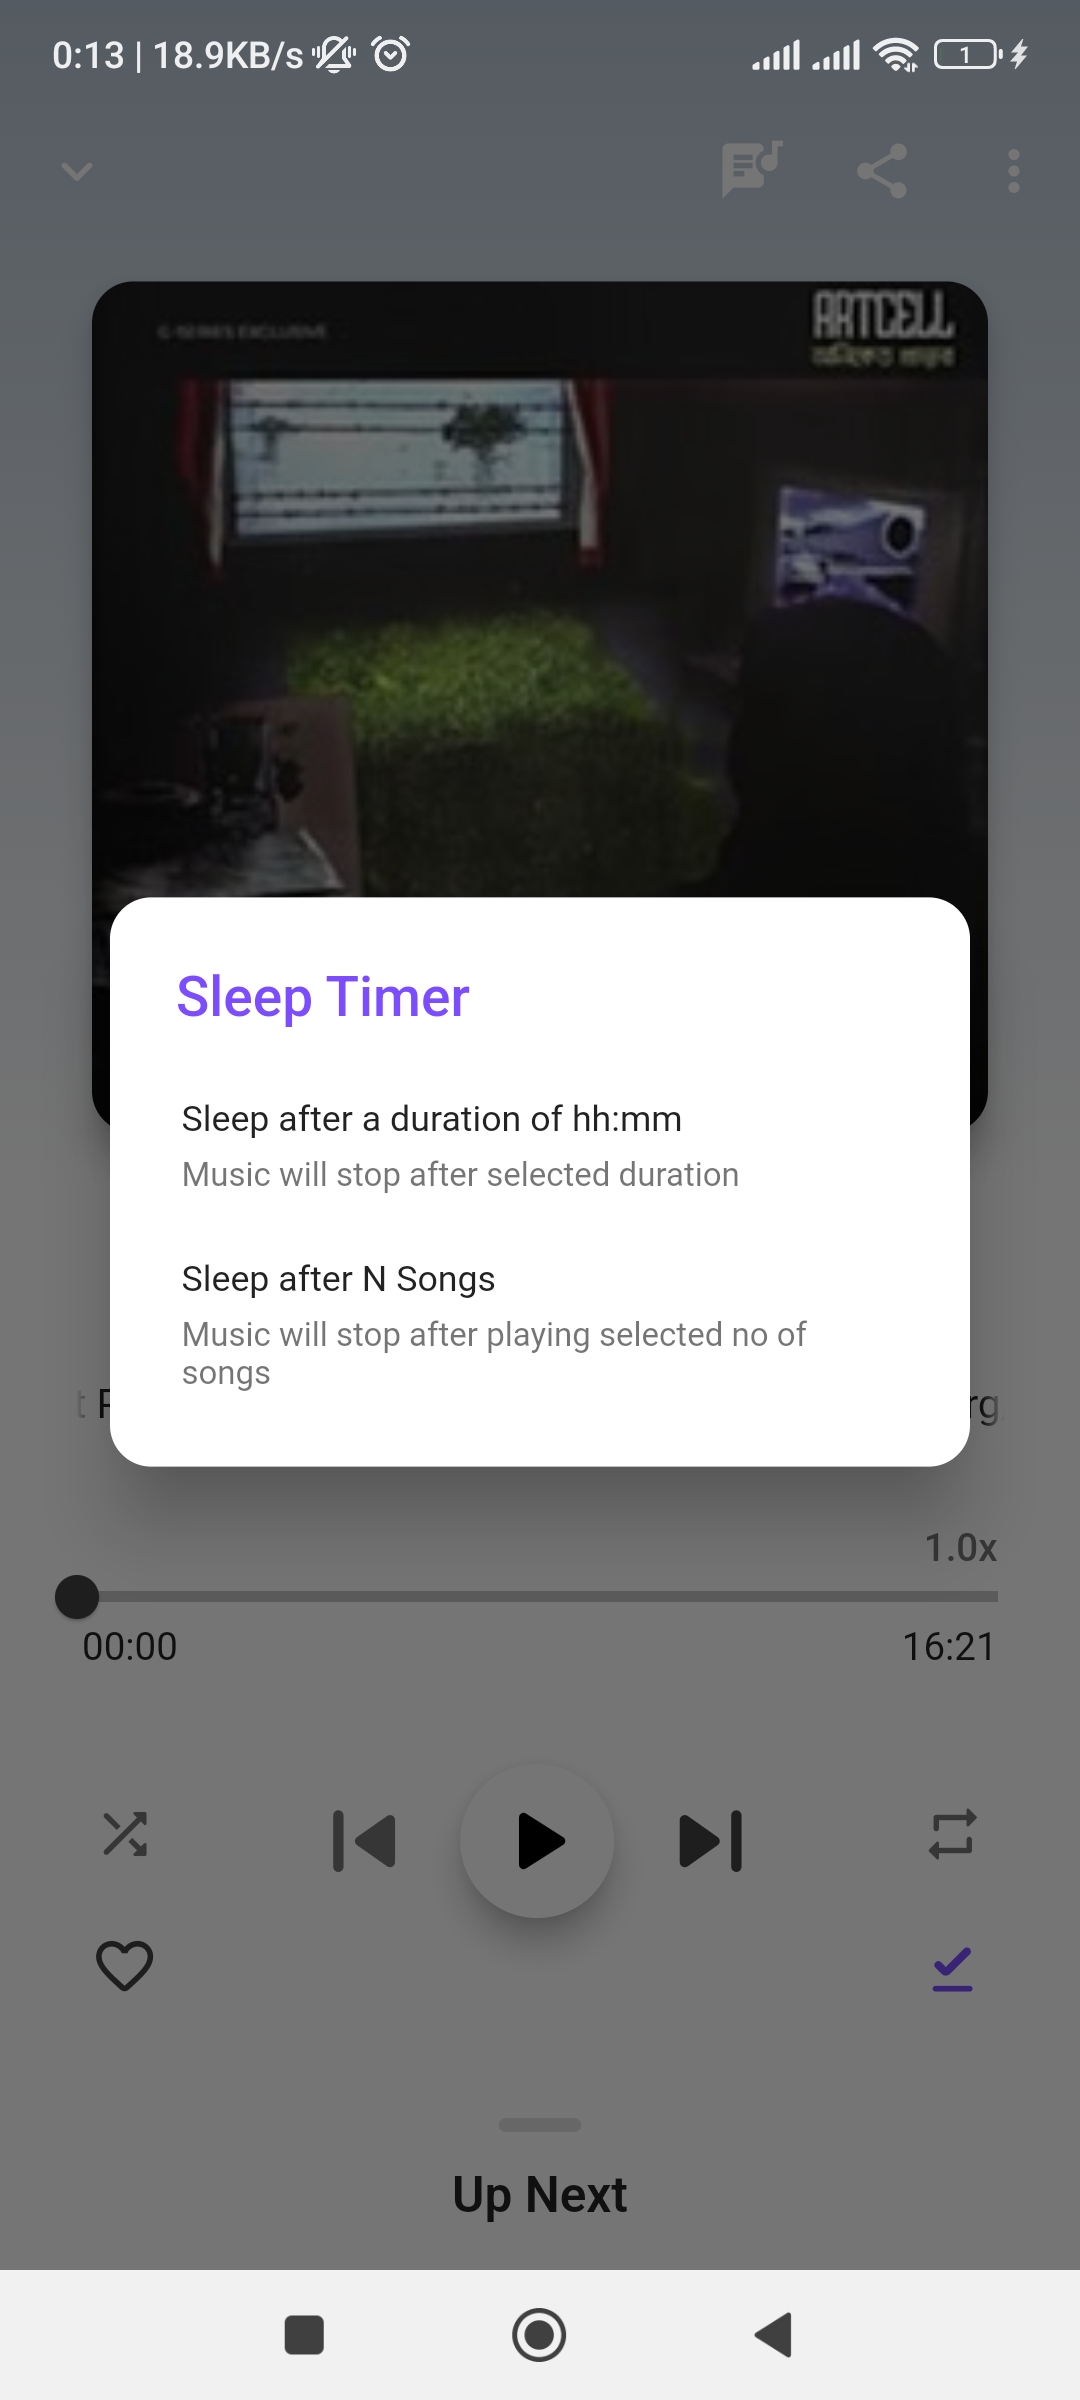 0:13 | 18.9KB/s
1
G-SERIES EXCLUSIVE
ARTCELL
অনিকেত প্রান্তর
Sleep Timer
Sleep after a duration of hh:mm
Music will stop after selected duration
Sleep after N Songs
Music will stop after playing selected no of
songs
1.0x
00:00
16:21
Up Next